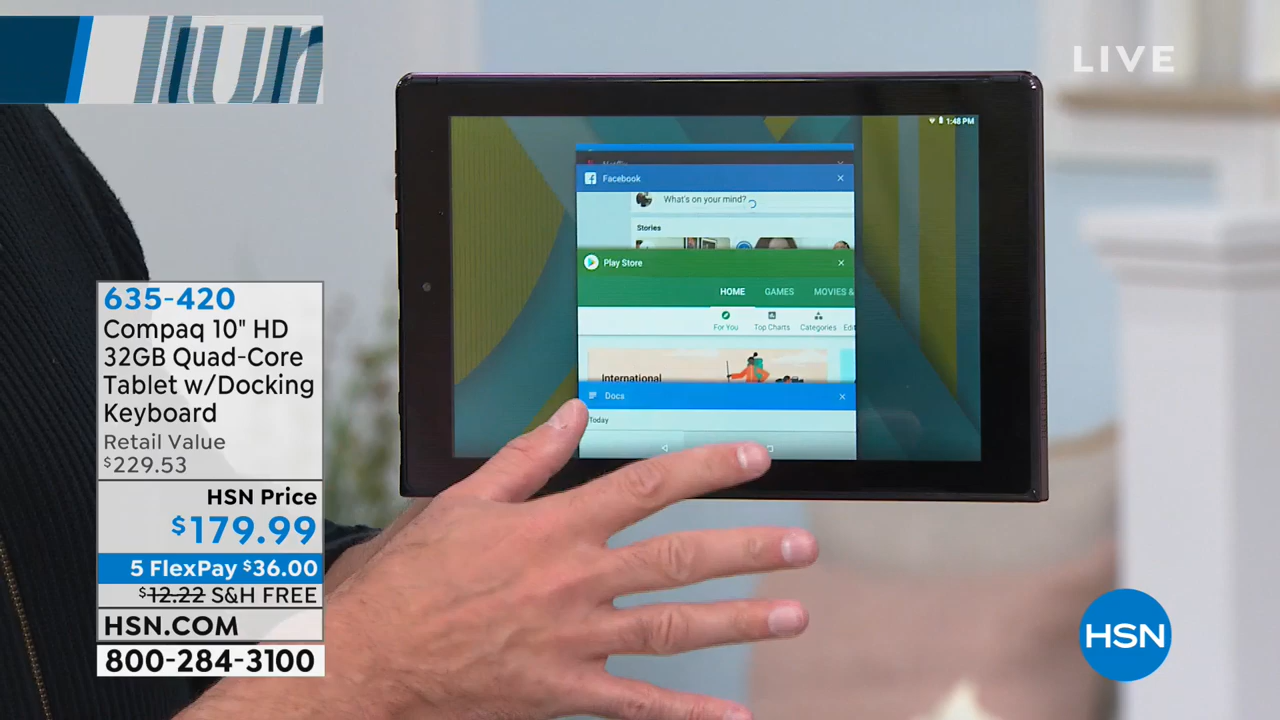 LIVE
1:48 PM
Netflix
Facebook
What's on your mind?
Stories
Play Store
HOME GAMES MOVIES &
For You Top Charts Categories
International
Docs
Today
635-420
Compaq 10" HD
32GB Quad-Core
Tablet w/Docking
Keyboard
Retail Value
$229.53
HSN Price
$179.99
5 FlexPay $36.00
$12.22 S&H FREE
HSN.COM
800-284-3100
HSN